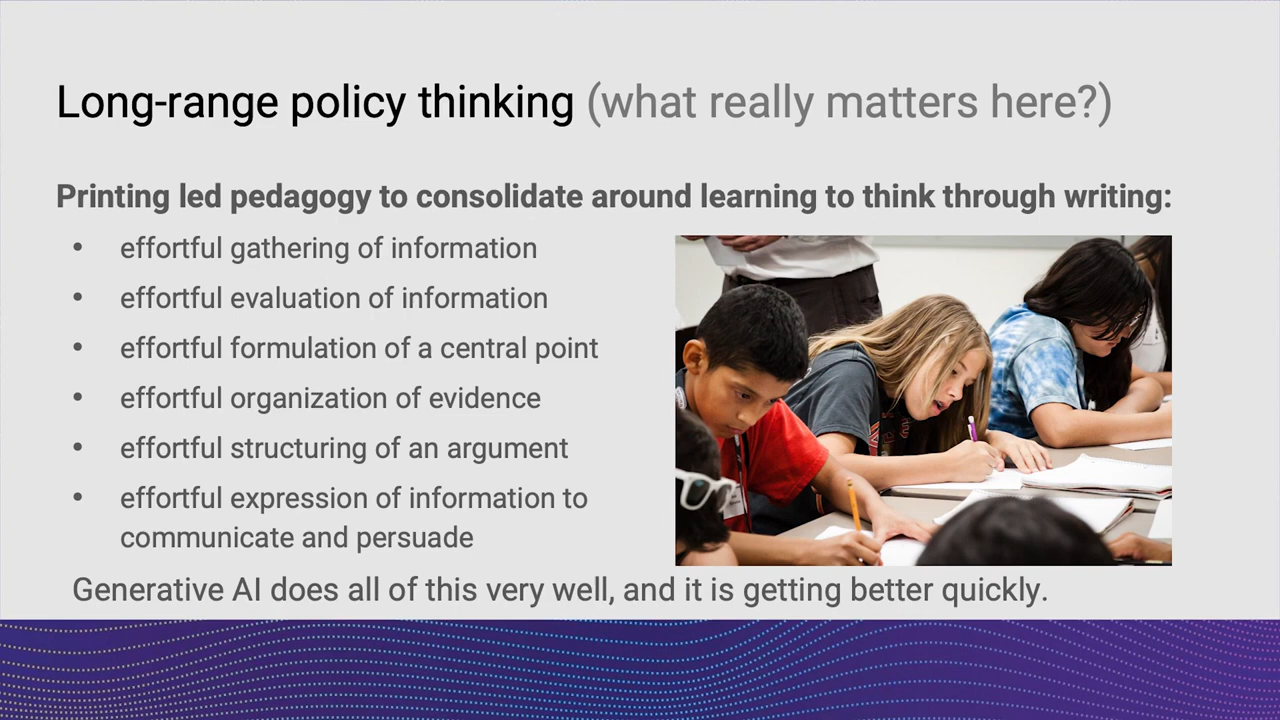 Long-range policy thinking (what really matters here?)
Printing led pedagogy to consolidate around learning to think through writing:
• effortful gathering of information
• effortful evaluation of information
• effortful formulation of a central point
• effortful organization of evidence
• effortful structuring of an argument
• effortful expression of information to
communicate and persuade
Generative AI does all of this very well, and it is getting better quickly.